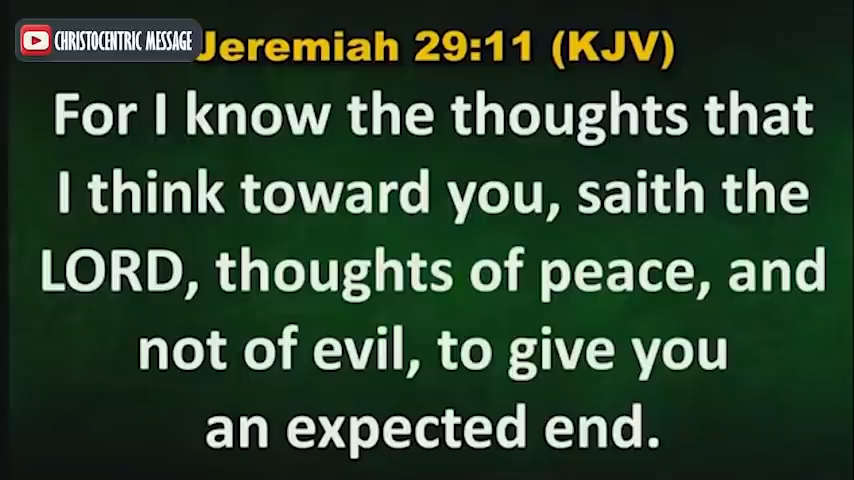 CHRISTOCENTRIC MESSAGE
Jeremiah 29:11 (KJV)
For I know the thoughts that
I think toward you, saith the
LORD, thoughts of peace, and
not of evil, to give you
an expected end.